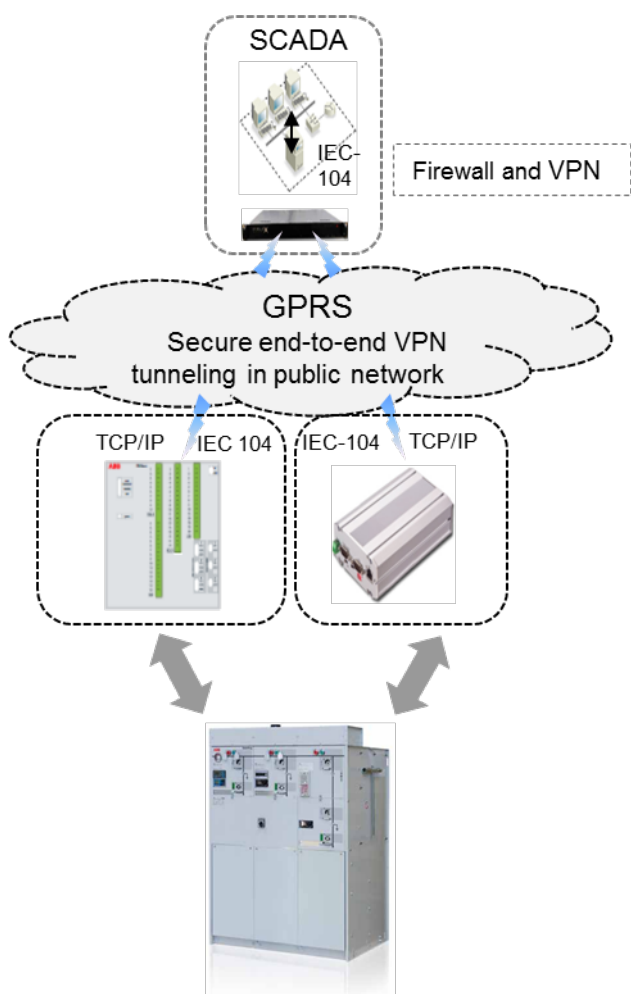 SCADA
IEC-
104
Firewall and VPN
GPRS
Secure end-to-end VPN
tunneling in public network
TCP/IP
IEC 104
IEC-104
TCP/IP
ABB